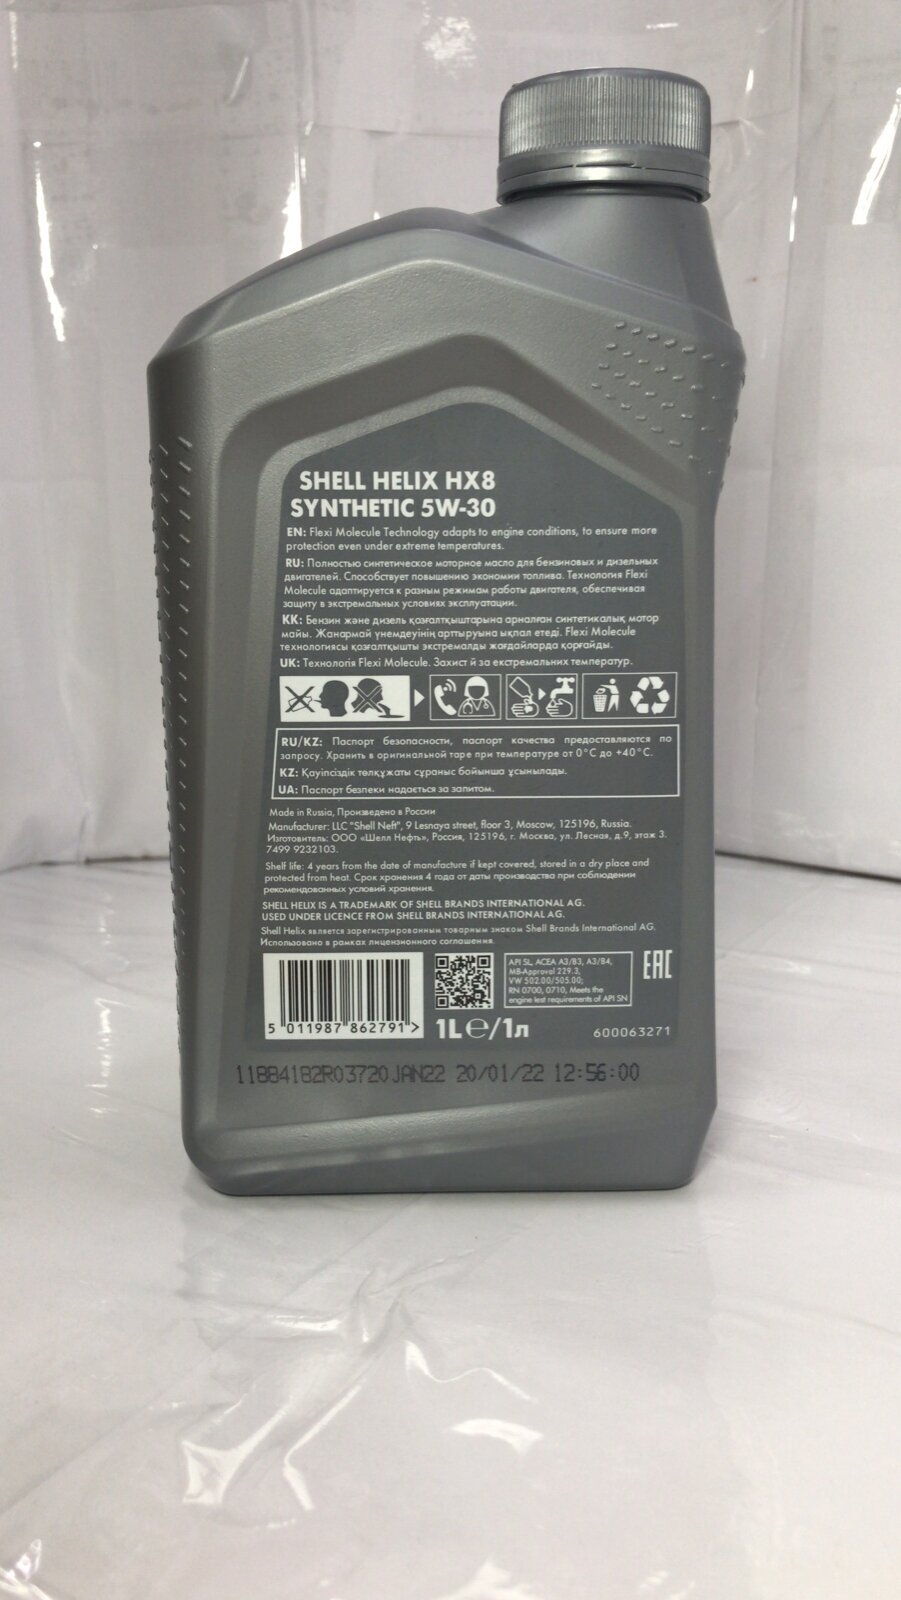 SHELL HELIX HX8
SYNTHETIC 5W-30
EN: Flexi Molecule Technology adapts to engine conditions, to ensure more
protection even under extreme temperatures.
RU: Полностью синтетическое моторное масло для бензиновых и дизельных
двигателей. Способствует повышению экономии топлива. Технология Flexi
Molecule адаптируется к разным режимам работы двигателя, обеспечивая
защиту в экстремальных условиях эксплуатации.
KK: Бензин және дизель қозғалтқыштарына арналған синтетикалық мотор
майы. Жанармай үнемдеуінің арттыруына ықпал етеді. Flexi Molecule
технологиясы қозғалтқышты экстремалды жағдайларда қорғайды.
UK: Технологія Flexi Molecule. Захист й за екстремальних температур.
RU/KZ: Паспорт безопасности, паспорт качества предоставляются по
запросу. Хранить в оригинальной таре при температуре от 0°C до +40°C.
KZ: Қауіпсіздік төлқұжаты сұраныс бойынша ұсынылады.
UA: Паспорт безпеки надається за запитом.
Made in Russia, Произведено в России
Manufacturer: LLC "Shell Neft", 9 Lesnaya street, floor 3, Moscow, 125196, Russia.
Изготовитель: ООО «Шелл Нефть», Россия, 125196, г. Москва, ул. Лесная, д.9, этаж 3.
7499 9232103.
Shelf life: 4 years from the date of manufacture if kept covered, stored in a dry place and
protected from heat. Срок хранения 4 года от даты производства при соблюдении
рекомендованных условий хранения.
SHELL HELIX IS A TRADEMARK OF SHELL BRANDS INTERNATIONAL AG.
USED UNDER LICENCE FROM SHELL BRANDS INTERNATIONAL AG.
Shell Helix является зарегистрированным товарным знаком Shell Brands International AG.
Использовано в рамках лицензионного соглашения.
API SL, ACEA A3/B3, A3/B4,
MB-Approval 229.3,
VW 502.00/505.00;
RN 0700, 0710, Meets the
engine test requirements of API SN
EAC
5 011987 862791 >
1L e/1л
600063271
11884182R03720JAN22 20/01/22 12:56:00